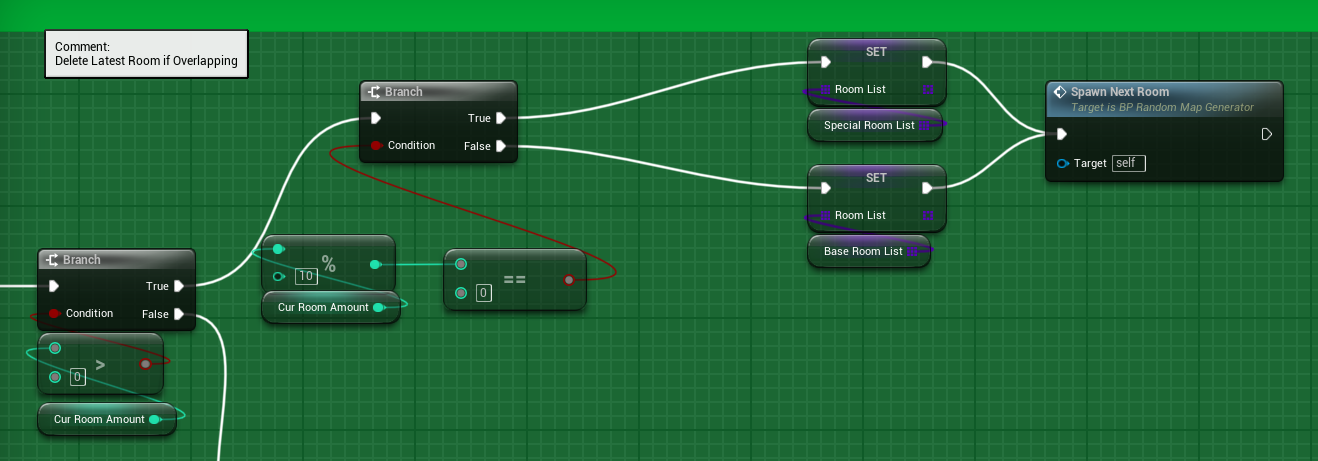 Comment:
Delete Latest Room if Overlapping
Branch
True
Condition
False
SET
Room List
Special Room List
SET
Room List
Base Room List
Spawn Next Room
Target is BP Random Map Generator
Target self
Branch
True
Condition
False
>
0
Cur Room Amount
%
10
Cur Room Amount
==
0